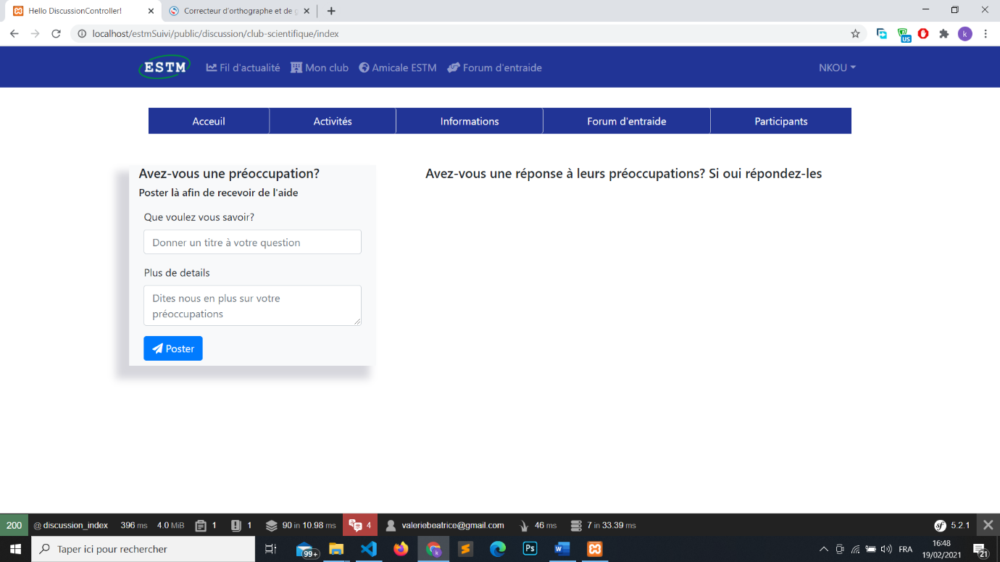 Hello DiscussionController!
Correcteur d'orthographe et de g
localhost/estmSuivi/public/discussion/club-scientifique/index
US
k
ESTM
Fil d'actualité
Mon club
Amicale ESTM
Forum d'entraide
NKOU
Acceuil
Activités
Informations
Forum d'entraide
Participants
Avez-vous une préoccupation?
Poster là afin de recevoir de l'aide
Que voulez vous savoir?
Donner un titre à votre question
Plus de details
Dites nous en plus sur votre
préoccupations
Poster
Avez-vous une réponse à leurs préoccupations? Si oui répondez-les
200 @ discussion_index 396 ms 4.0 MiB 1 1 90 in 10.98 ms 4 valeriebeatrice@gmail.com 46 ms 7 in 33.39 ms sf 5.2.1
Taper ici pour rechercher
99+
k
Ps
W
FRA
16:48
19/02/2021
21